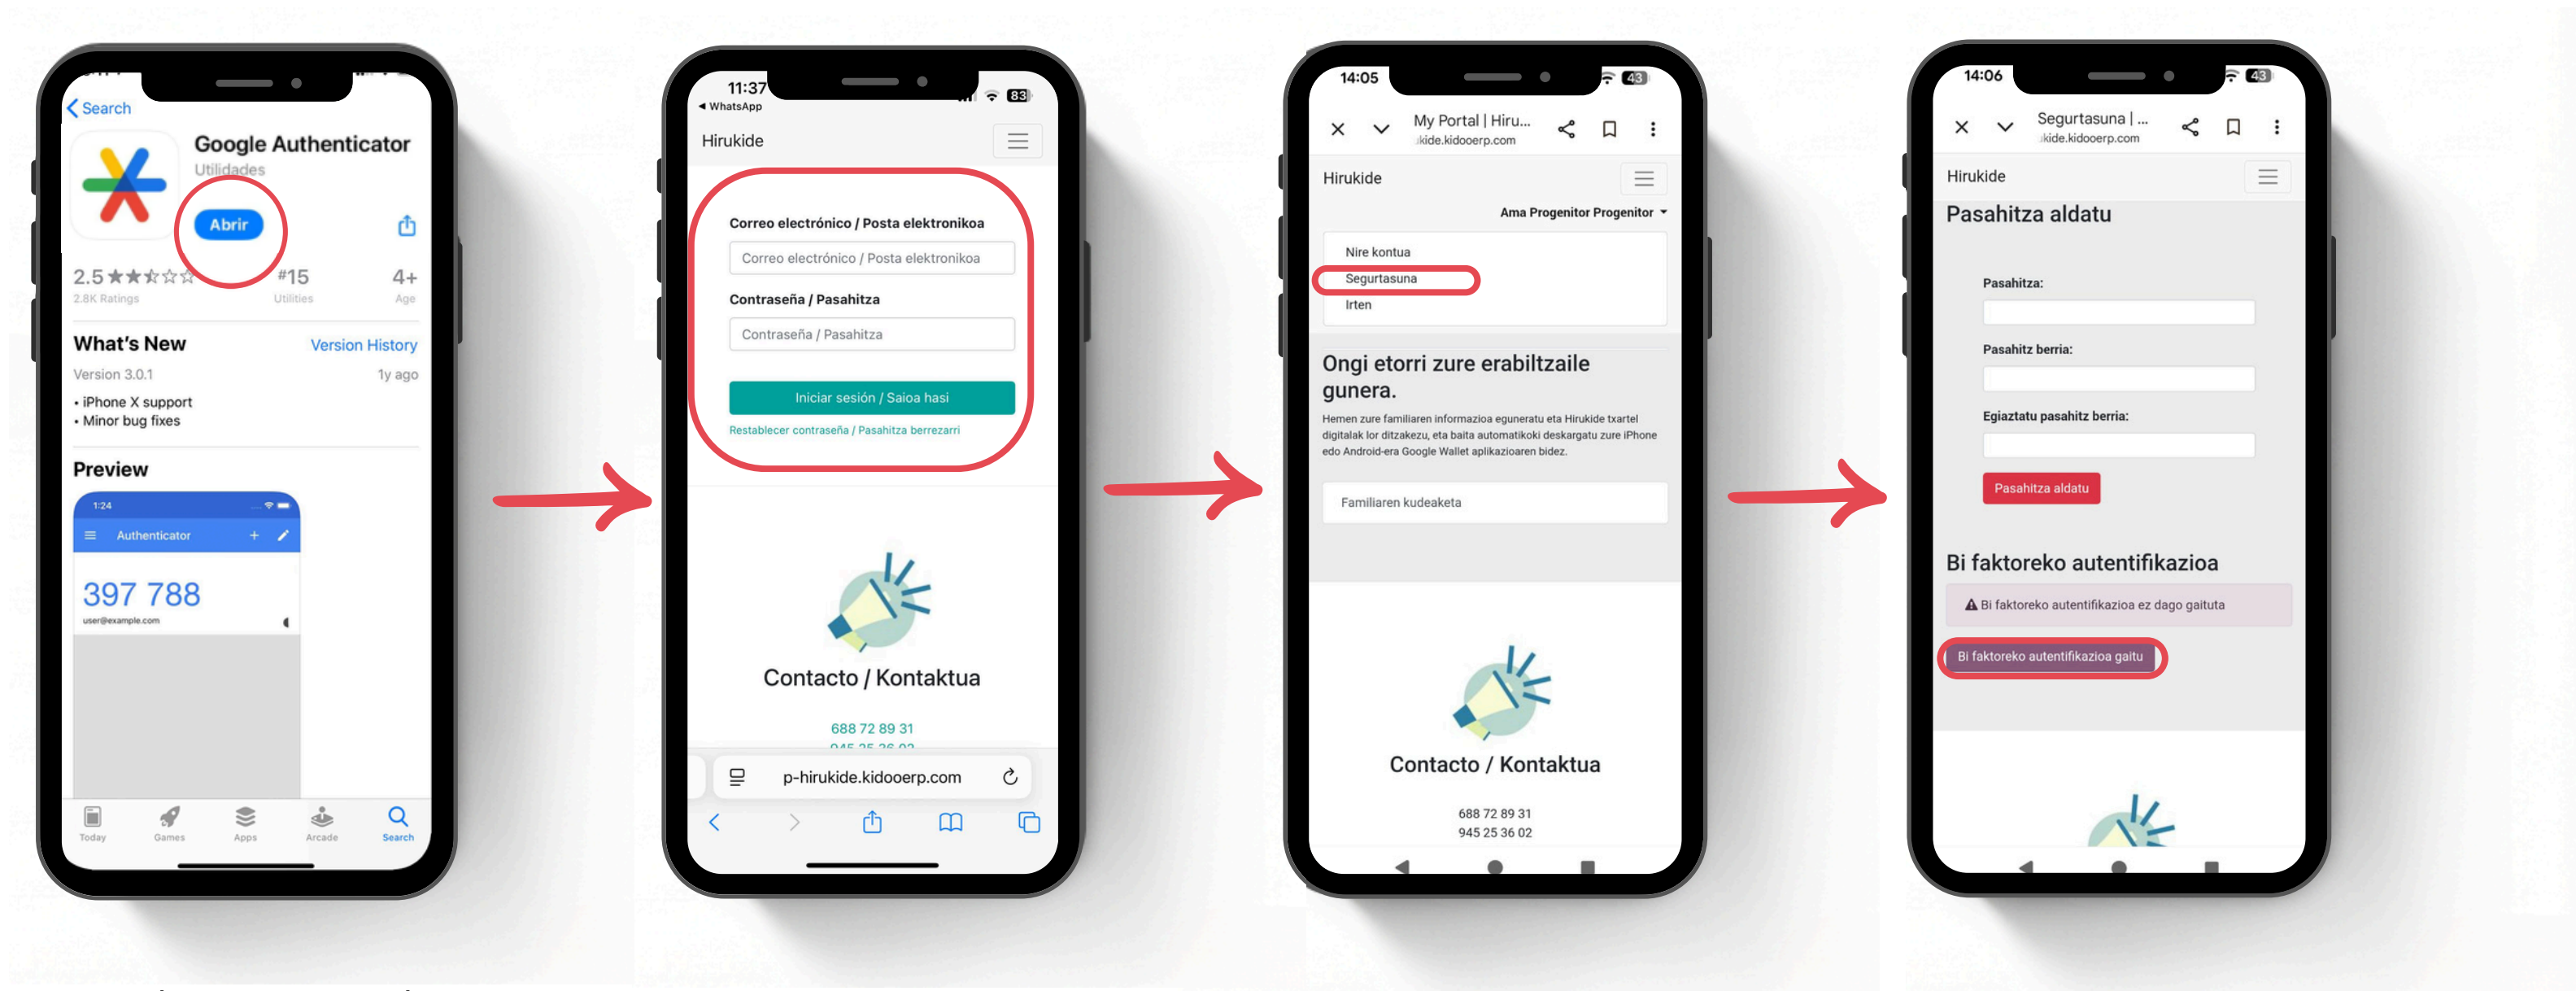 Search
Google Authenticator
Utilidades
Abrir
2.5
#15
4+
2.8K Ratings
Utilities
Age
What's New
Version History
Version 3.0.1
1y ago
• iPhone X support
• Minor bug fixes
Preview
1:24
Authenticator
397 788
user@example.com
Today
Games
Apps
Arcade
Search
11:37
WhatsApp
83
Hirukide
Correo electrónico / Posta elektronikoa
Correo electrónico / Posta elektronikoa
Contraseña / Pasahitza
Contraseña / Pasahitza
Iniciar sesión / Saioa hasi
Restablecer contraseña / Pasahitza berrezarri
Contacto / Kontaktua
688 72 89 31
945 25 36 02
p-hirukide.kidooerp.com
14:05
43
My Portal | Hiru...
kide.kidooerp.com
Hirukide
Ama Progenitor Progenitor
Nire kontua
Segurtasuna
Irten
Ongi etorri zure erabiltzaile
gunera.
Hemen zure familiaren informazioa eguneratu eta Hirukide txartel
digitalak lor ditzakezu, eta baita automatikoki deskargatu zure iPhone
edo Android-era Google Wallet aplikazioaren bidez.
Familiaren kudeaketa
Contacto / Kontaktua
688 72 89 31
945 25 36 02
14:06
43
Segurtasuna | ...
kide.kidooerp.com
Hirukide
Pasahitza aldatu
Pasahitza:
Pasahitz berria:
Egiaztatu pasahitz berria:
Pasahitza aldatu
Bi faktoreko autentifikazioa
Bi faktoreko autentifikazioa ez dago gaituta
Bi faktoreko autentifikazioa gaitu